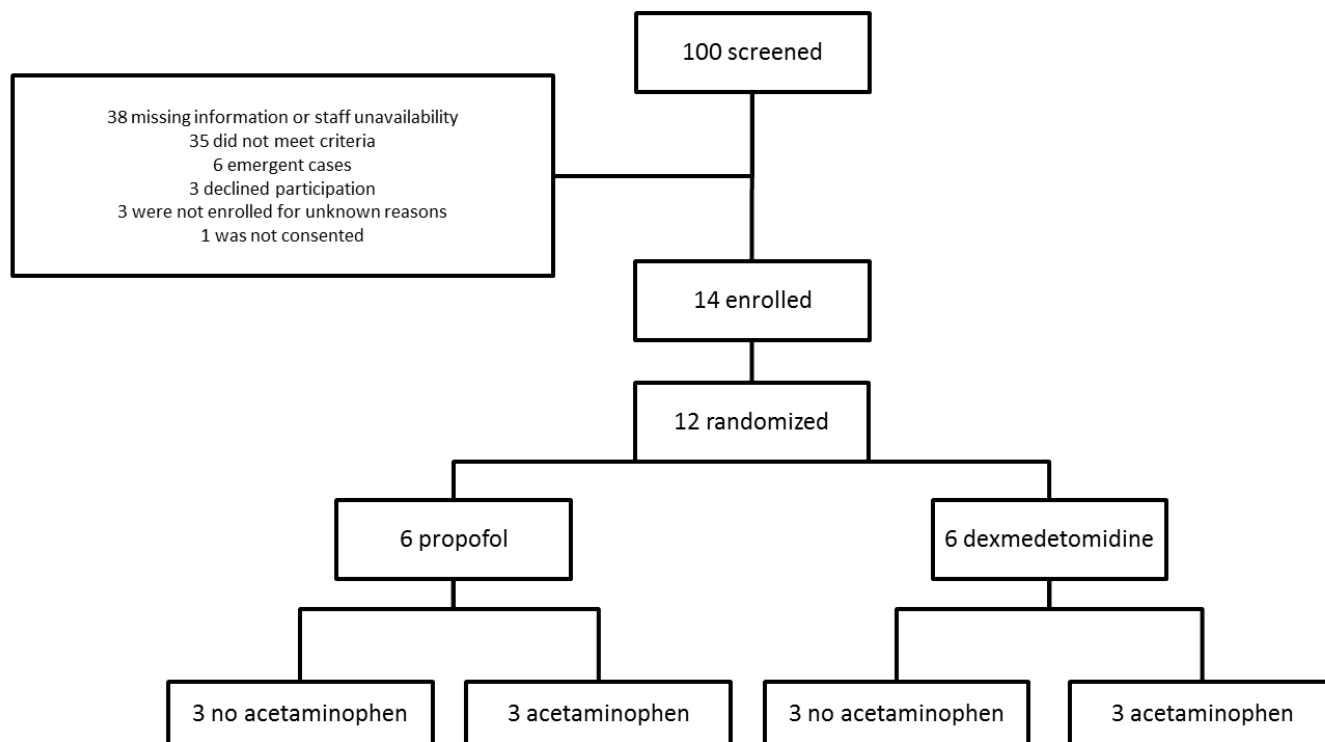 100 screened
38 missing information or staff unavailability
35 did not meet criteria
6 emergent cases
3 declined participation
3 were not enrolled for unknown reasons
1 was not consented
14 enrolled
12 randomized
6 propofol
6 dexmedetomidine
3 no acetaminophen
3 acetaminophen
3 no acetaminophen
3 acetaminophen